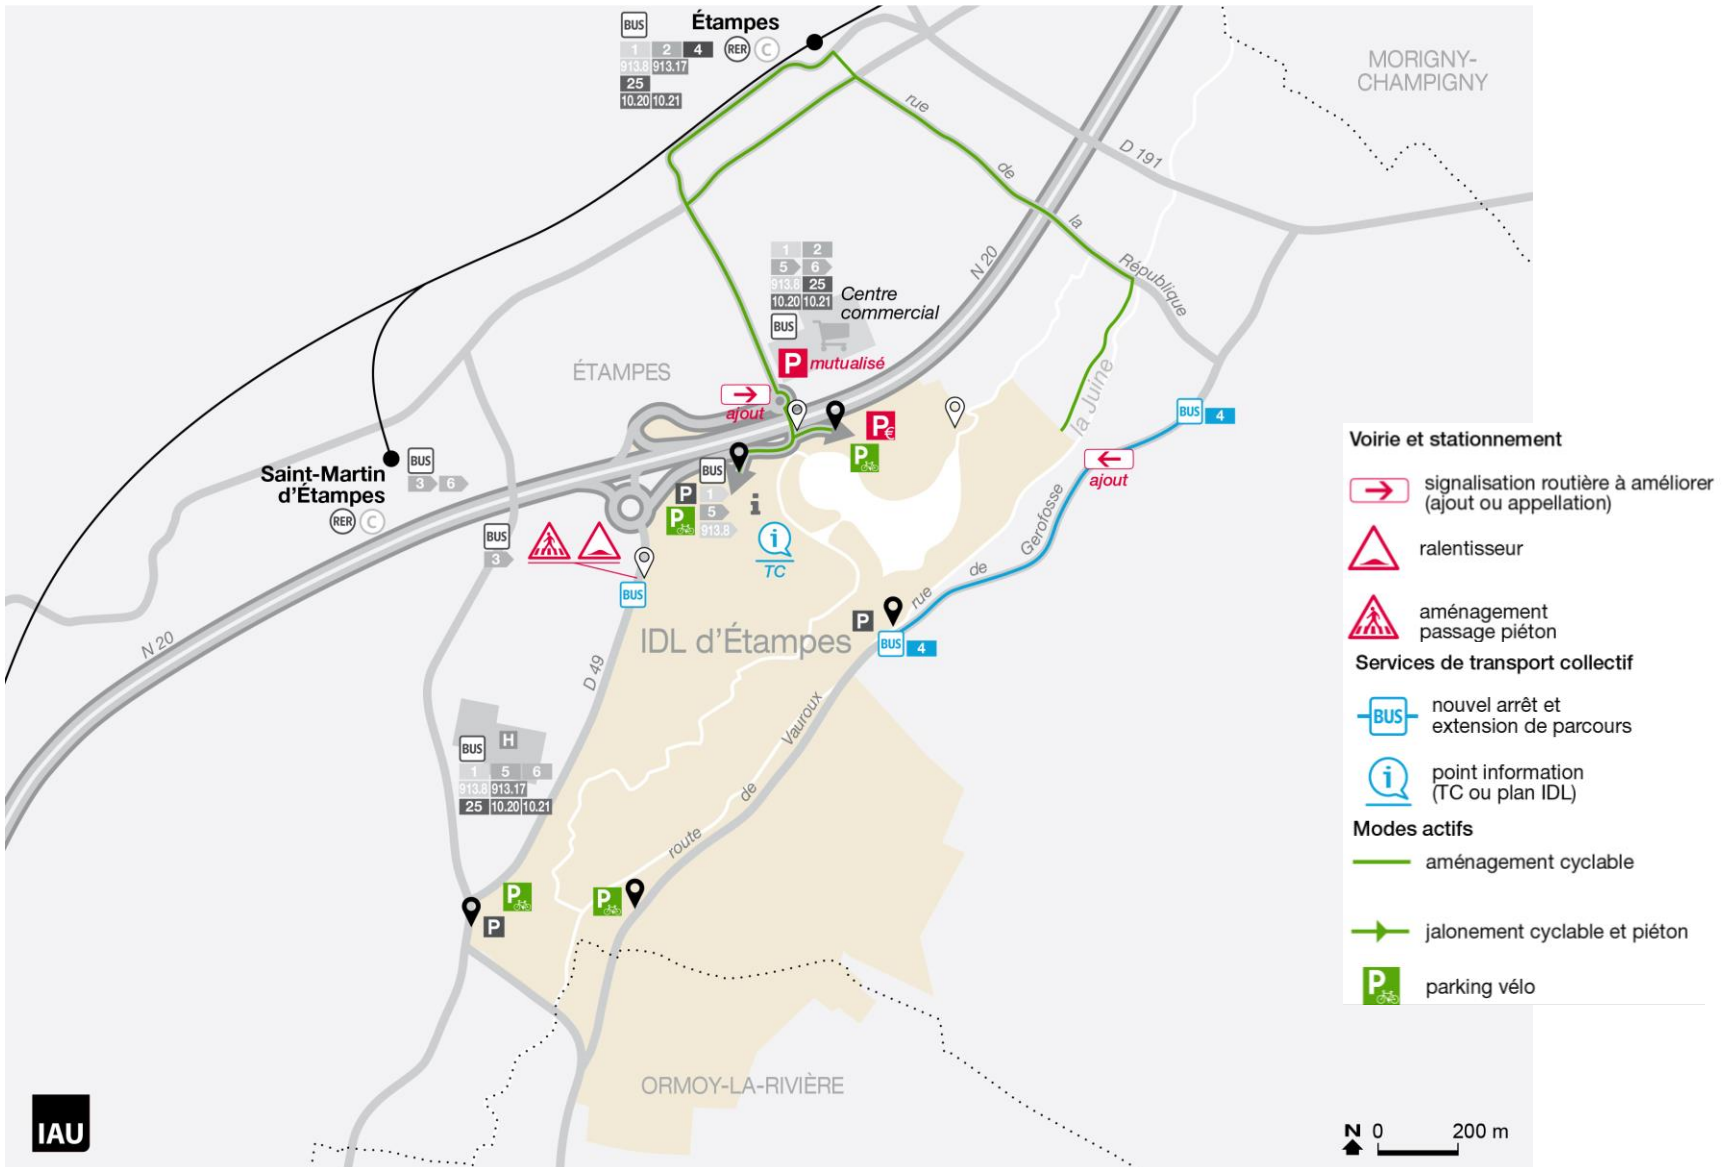 BUS
Étampes
1 2 4 RER C
913.8 913.17
25
10.20 10.21
MORIGNY-
CHAMPIGNY
rue
de
la
République
D 191
N 20
1 2
5 6
913.8 25
10.20 10.21
Centre
commercial
BUS
P mutualisé
ÉTAMPES
ajout
la Juine
BUS 4
ajout
P€
P
Saint-Martin
d'Étampes
RER C
BUS
3 6
BUS
P 1
P 5
913.8
i
i
TC
BUS
3
BUS
N 20
D 49
IDL d'Étampes
P
BUS 4
rue
de
Gerofosse
route
de
Vauroux
H
BUS
1 5 6
913.8 913.17
25 10.20 10.21
P
P
P
ORMOY-LA-RIVIÈRE
IAU
Voirie et stationnement
signalisation routière à améliorer
(ajout ou appellation)
ralentisseur
aménagement
passage piéton
Services de transport collectif
BUS
nouvel arrêt et
extension de parcours
i
point information
(TC ou plan IDL)
Modes actifs
aménagement cyclable
jalonement cyclable et piéton
P
parking vélo
N 0 200 m